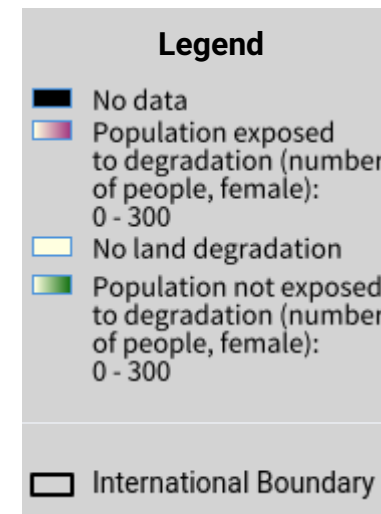 Legend
No data
Population exposed
to degradation (number
of people, female):
0 - 300
No land degradation
Population not exposed
to degradation (number
of people, female):
0 - 300
International Boundary